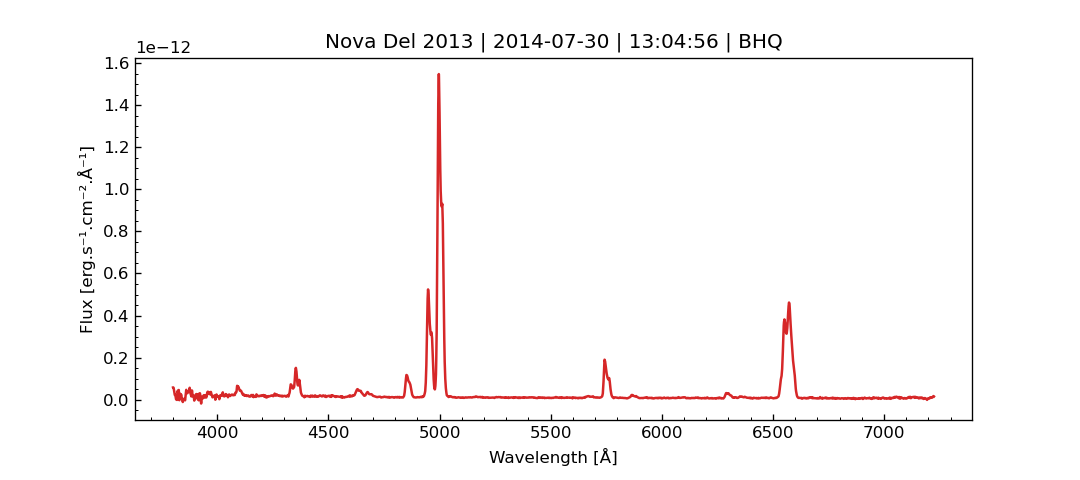 Nova Del 2013 | 2014-07-30 | 13:04:56 | BHQ
1e−12
1.6
1.4
1.2
1.0
0.8
0.6
0.4
0.2
0.0
Flux [erg.s⁻¹.cm⁻².Å⁻¹]
4000 4500 5000 5500 6000 6500 7000
Wavelength [Å]